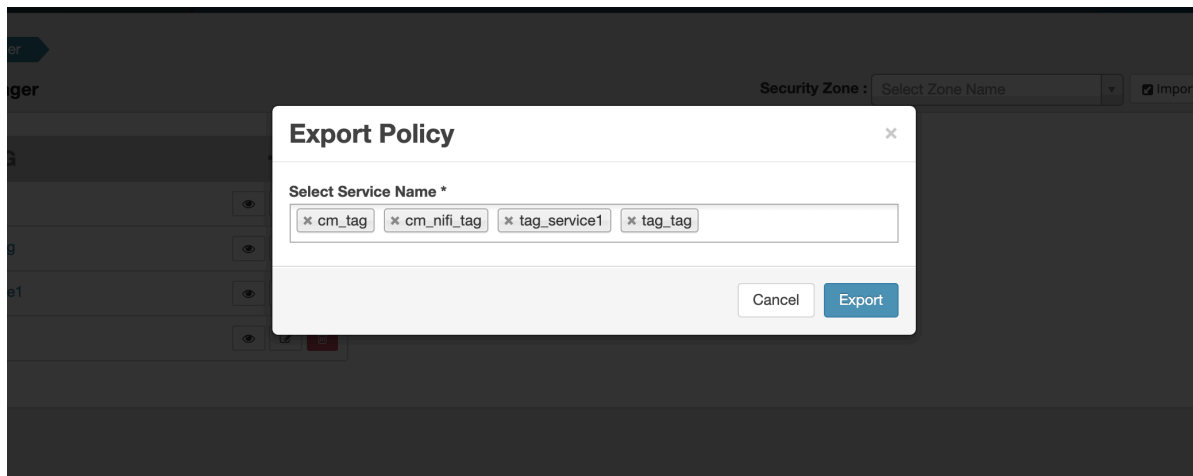 er
ger
Security Zone :
Select Zone Name
Impor
G
Export Policy
×
Select Service Name *
× cm_tag × cm_nifi_tag × tag_service1 × tag_tag
g
e1
Cancel
Export